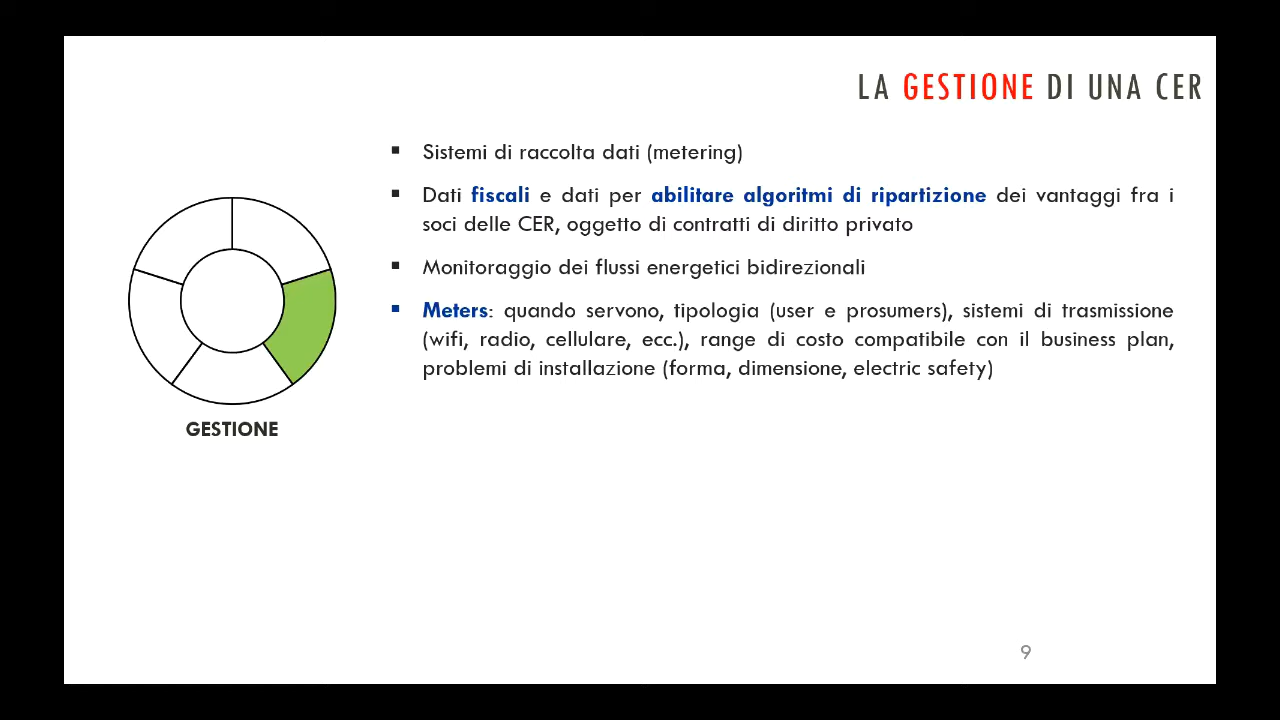 LA GESTIONE DI UNA CER
▪ Sistemi di raccolta dati (metering)
▪ Dati fiscali e dati per abilitare algoritmi di ripartizione dei vantaggi fra i
soci delle CER, oggetto di contratti di diritto privato
▪ Monitoraggio dei flussi energetici bidirezionali
▪ Meters: quando servono, tipologia (user e prosumers), sistemi di trasmissione
(wifi, radio, cellulare, ecc.), range di costo compatibile con il business plan,
problemi di installazione (forma, dimensione, electric safety)
GESTIONE
9